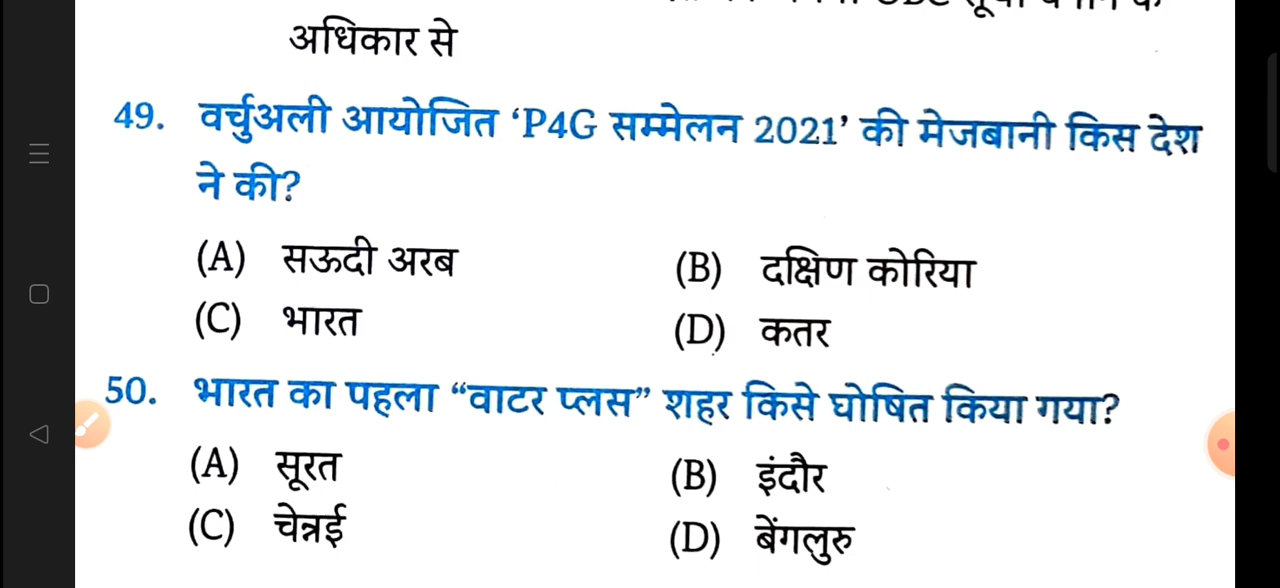 अधिकार से
49. वर्चुअली आयोजित ‘P4G सम्मेलन 2021’ की मेजबानी किस देश
ने की?
(A) सऊदी अरब (B) दक्षिण कोरिया
(C) भारत (D) कतर
50. भारत का पहला “वाटर प्लस” शहर किसे घोषित किया गया?
(A) सूरत (B) इंदौर
(C) चेन्नई (D) बेंगलुरु